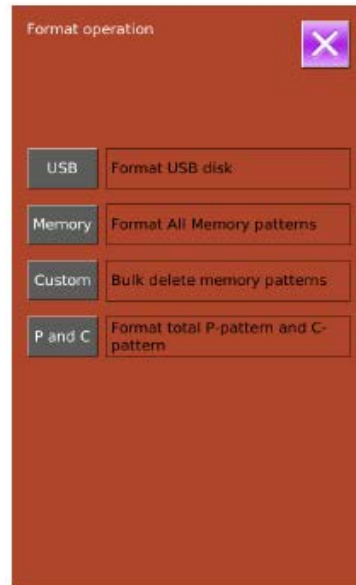 Format operation
USB
Format USB disk
Memory
Format All Memory patterns
Custom
Bulk delete memory patterns
P and C
Format total P-pattern and C-
pattern